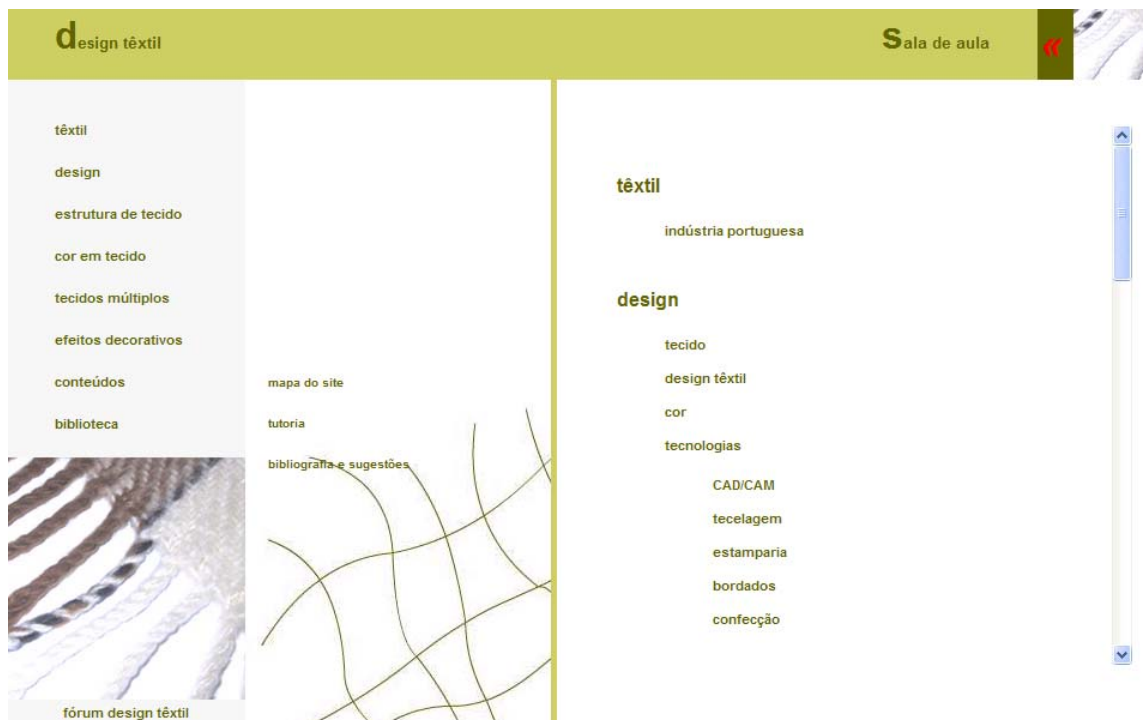 design têxtil
Sala de aula
«
têxtil
design
estrutura de tecido
cor em tecido
tecidos múltiplos
efeitos decorativos
conteúdos
biblioteca
fórum design têxtil
mapa do site
tutoria
bibliografia e sugestões
têxtil
indústria portuguesa
design
tecido
design têxtil
cor
tecnologias
CAD/CAM
tecelagem
estamparia
bordados
confecção